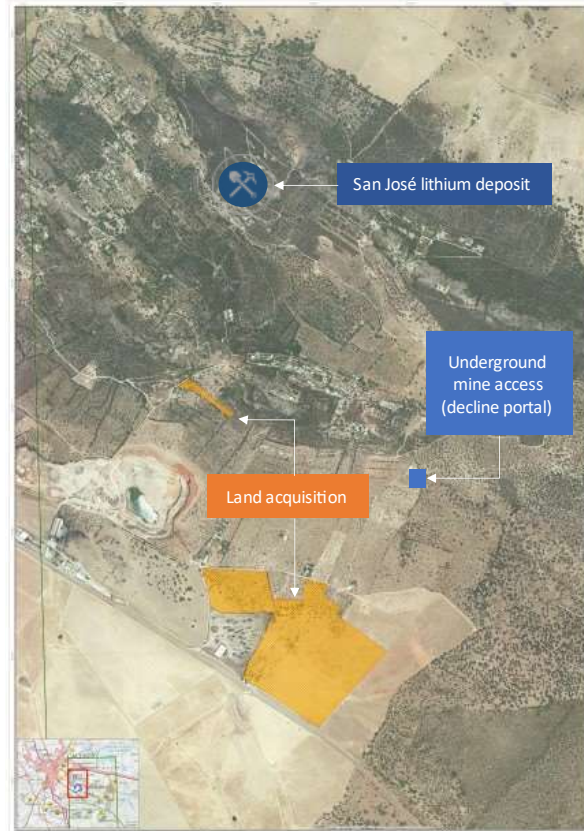 San José lithium deposit
Underground
mine access
(decline portal)
Land acquisition